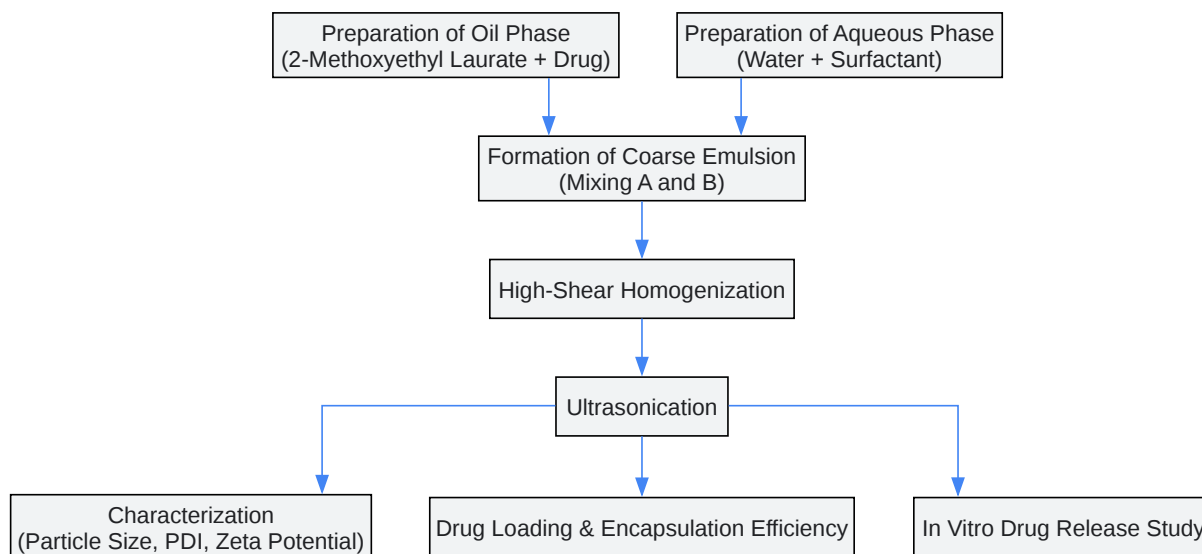 Preparation of Oil Phase
(2-Methoxyethyl Laurate + Drug)
Preparation of Aqueous Phase
(Water + Surfactant)
Formation of Coarse Emulsion
(Mixing A and B)
High-Shear Homogenization
Ultrasonication
Characterization
(Particle Size, PDI, Zeta Potential)
Drug Loading & Encapsulation Efficiency
In Vitro Drug Release Study